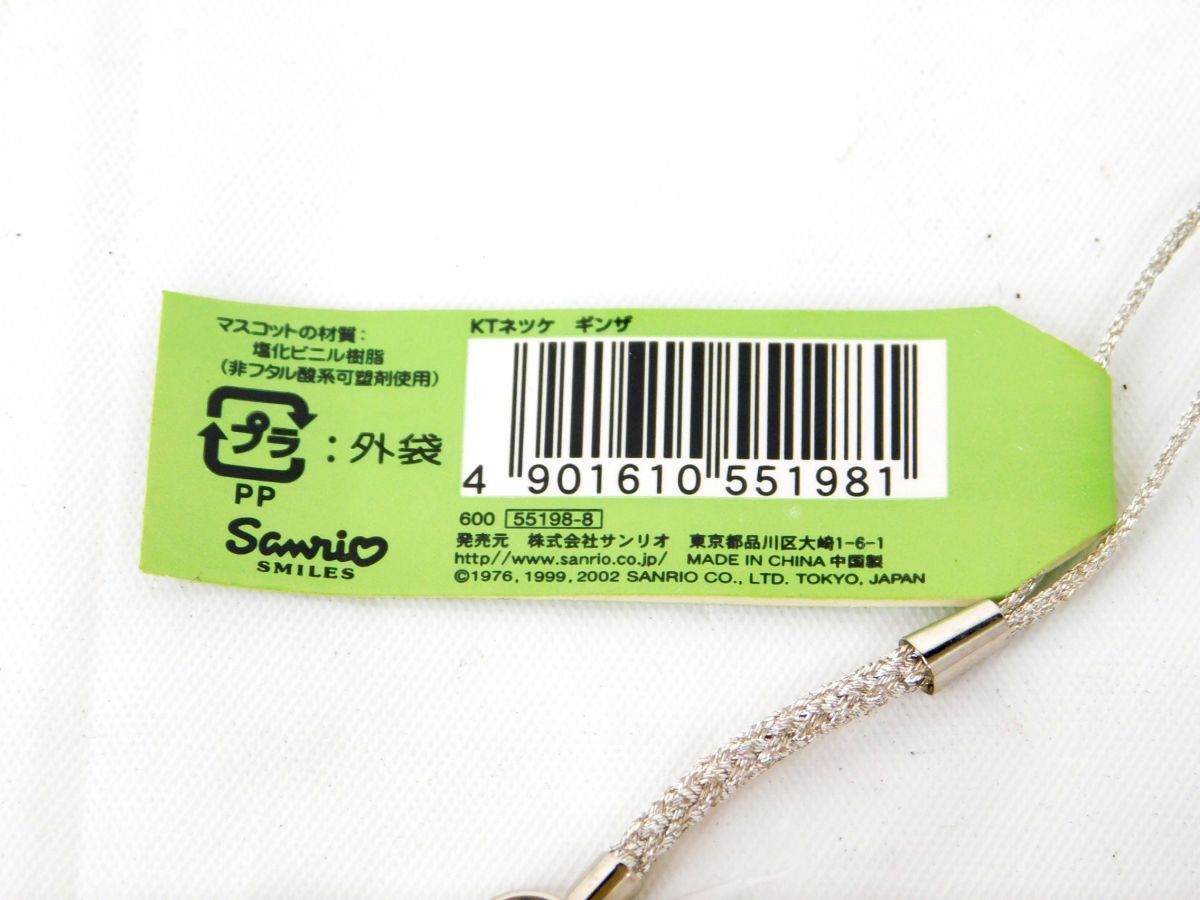 マスコットの材質:
塩化ビニル樹脂
(非フタル酸系可塑剤使用)
プラ:外袋
PP
Sanrio
SMILES
KTネツケ ギンザ
4 901610 551981
600 55198-8
発売元 株式会社サンリオ 東京都品川区大崎1-6-1
http//www.sanrio.co.jp/ MADE IN CHINA 中国製
©1976, 1999, 2002 SANRIO CO., LTD. TOKYO, JAPAN